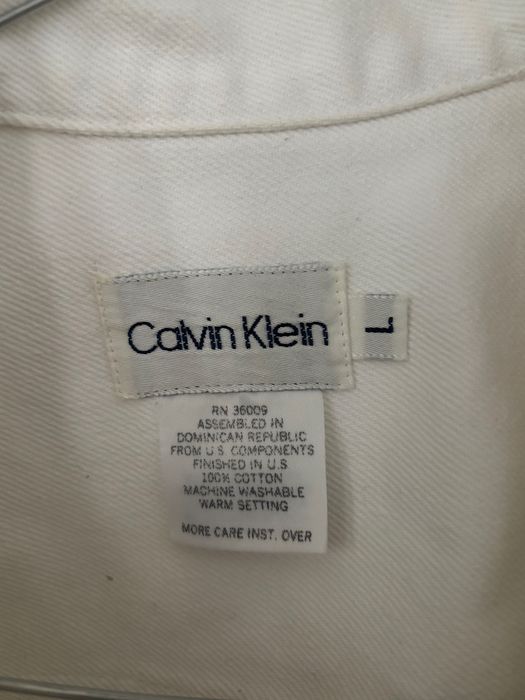 Calvin Klein
L
RN 36009
ASSEMBLED IN
DOMINICAN REPUBLIC
FROM U.S. COMPONENTS
FINISHED IN U.S.
100% COTTON
MACHINE WASHABLE
WARM SETTING
MORE CARE INST. OVER